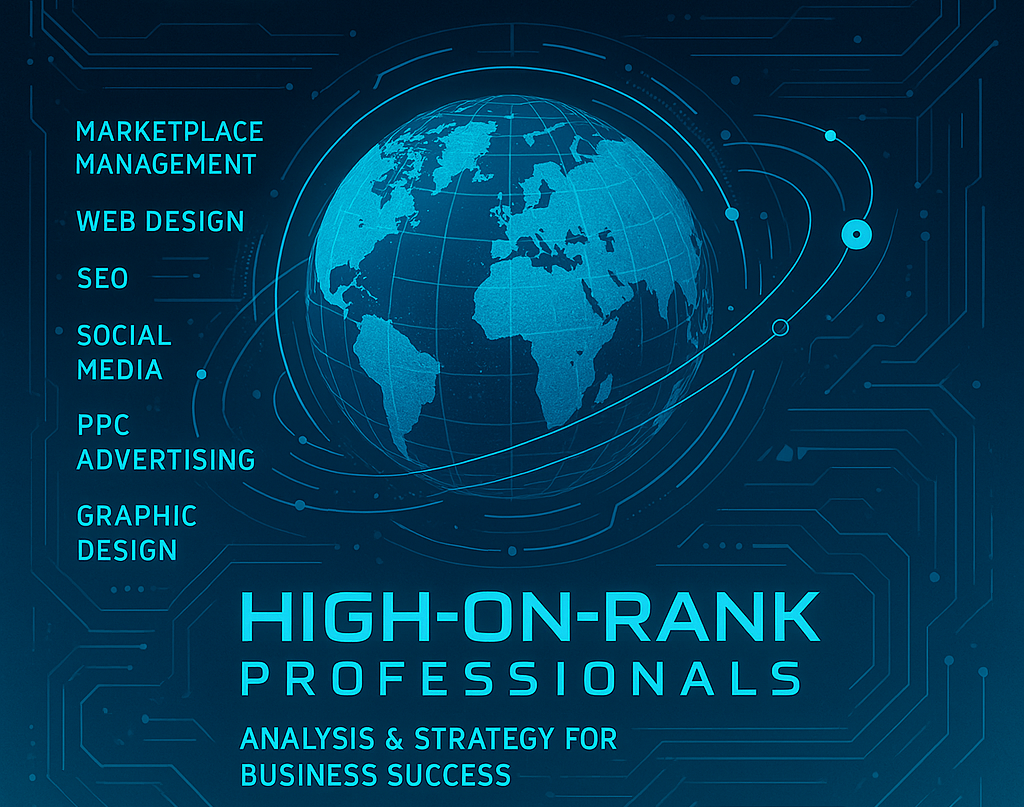 MARKETPLACE
MANAGEMENT
WEB DESIGN
SEO
SOCIAL
MEDIA
PPC
ADVERTISING
GRAPHIC
DESIGN
HIGH-ON-RANK
PROFESSIONALS
ANALYSIS & STRATEGY FOR
BUSINESS SUCCESS